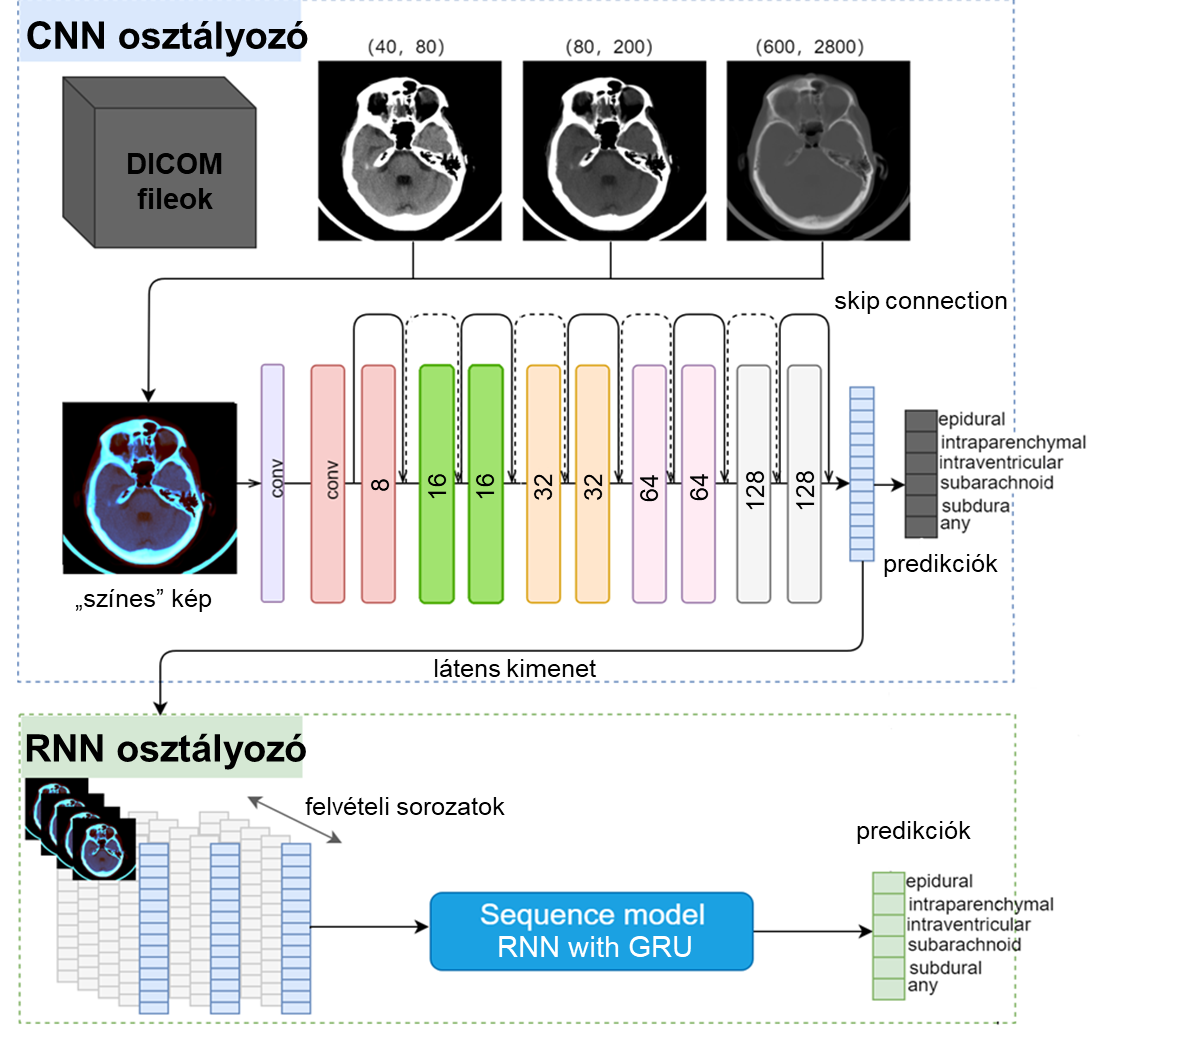 CNN osztályozó
(40, 80)
(80, 200)
(600, 2800)
DICOM
fileok
skip connection
conv
conv
8
16
16
32
32
64
64
128
128
epidural
intraparenchymal
intraventricular
subarachnoid
subdura
any
predikciók
„színes” kép
látens kimenet
RNN osztályozó
felvételi sorozatok
predikciók
Sequence model
RNN with GRU
epidural
intraparenchymal
intraventricular
subarachnoid
subdural
any